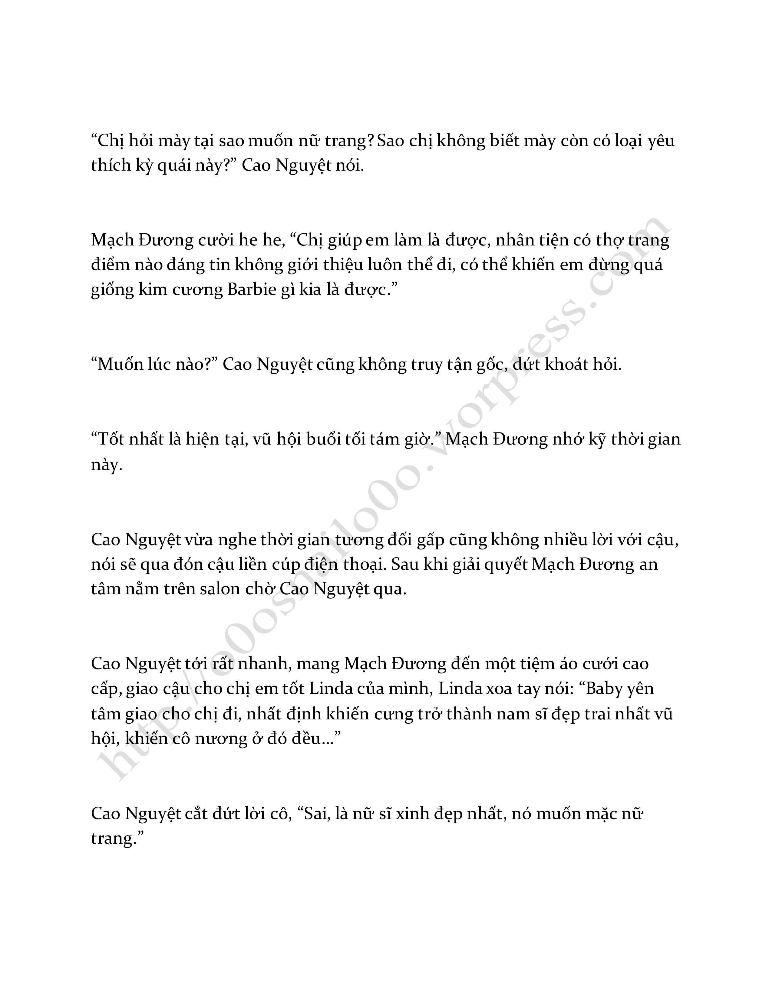 “Chị hỏi mày tại sao muốn nữ trang? Sao chị không biết mày còn có loại yêu
thích kỳ quái này?” Cao Nguyệt nói.
Mạch Đương cười he he, “Chị giúp em làm là được, nhân tiện có thợ trang
điểm nào đáng tin không giới thiệu luôn thể đi, có thể khiến em đừng quá
giống kim cương Barbie gì kia là được.”
“Muốn lúc nào?” Cao Nguyệt cũng không truy tận gốc, dứt khoát hỏi.
“Tốt nhất là hiện tại, vũ hội buổi tối tám giờ.” Mạch Đương nhớ kỹ thời gian
này.
Cao Nguyệt vừa nghe thời gian tương đối gấp cũng không nhiều lời với cậu,
nói sẽ qua đón cậu liền cúp điện thoại. Sau khi giải quyết Mạch Đương an
tâm nằm trên salon chờ Cao Nguyệt qua.
Cao Nguyệt tới rất nhanh, mang Mạch Đương đến một tiệm áo cưới cao
cấp, giao cậu cho chị em tốt Linda của mình, Linda xoa tay nói: “Baby yên
tâm giao cho chị đi, nhất định khiến cưng trở thành nam sĩ đẹp trai nhất vũ
hội, khiến cô nương ở đó đều…”
Cao Nguyệt cắt đứt lời cô, “Sai, là nữ sĩ xinh đẹp nhất, nó muốn mặc nữ
trang.”
http://o0osnailo0o.worpress.com